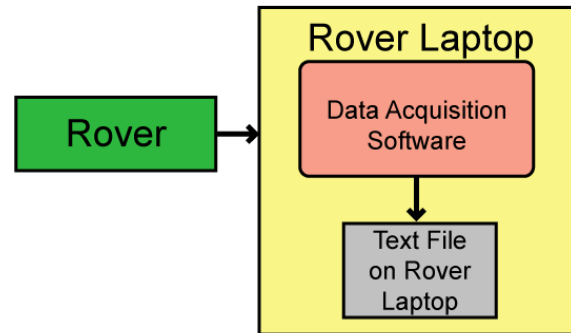 Rover
Rover Laptop
Data Acquisition
Software
Text File
on Rover
Laptop